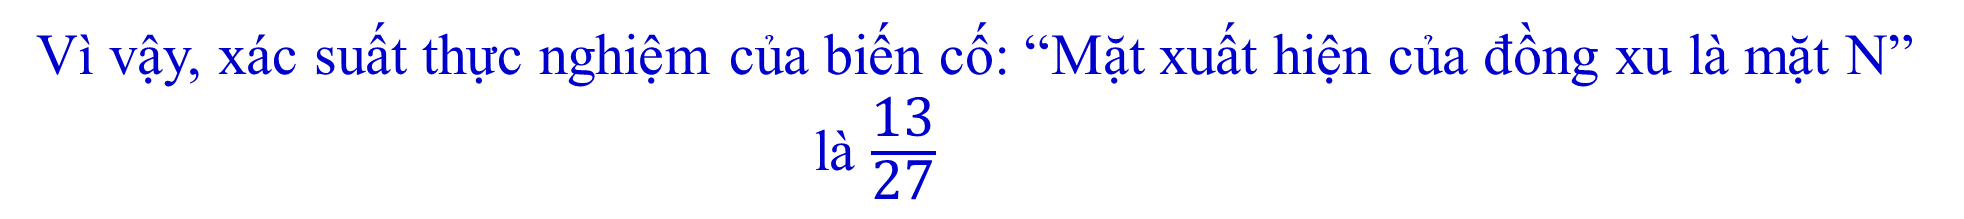 Vì vậy, xác suất thực nghiệm của biến cố: “Mặt xuất hiện của đồng xu là mặt N”
là 13/27